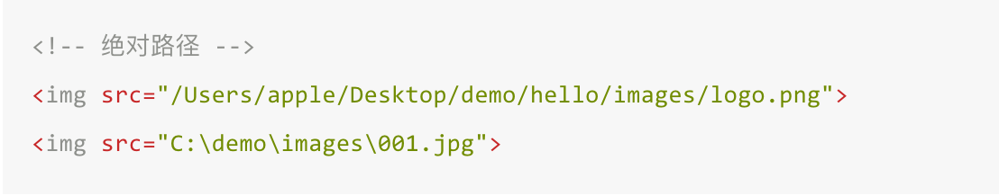 <!-- 绝对路径 -->
<img src="/Users/apple/Desktop/demo/hello/images/logo.png">
<img src="C:\demo\images\001.jpg">